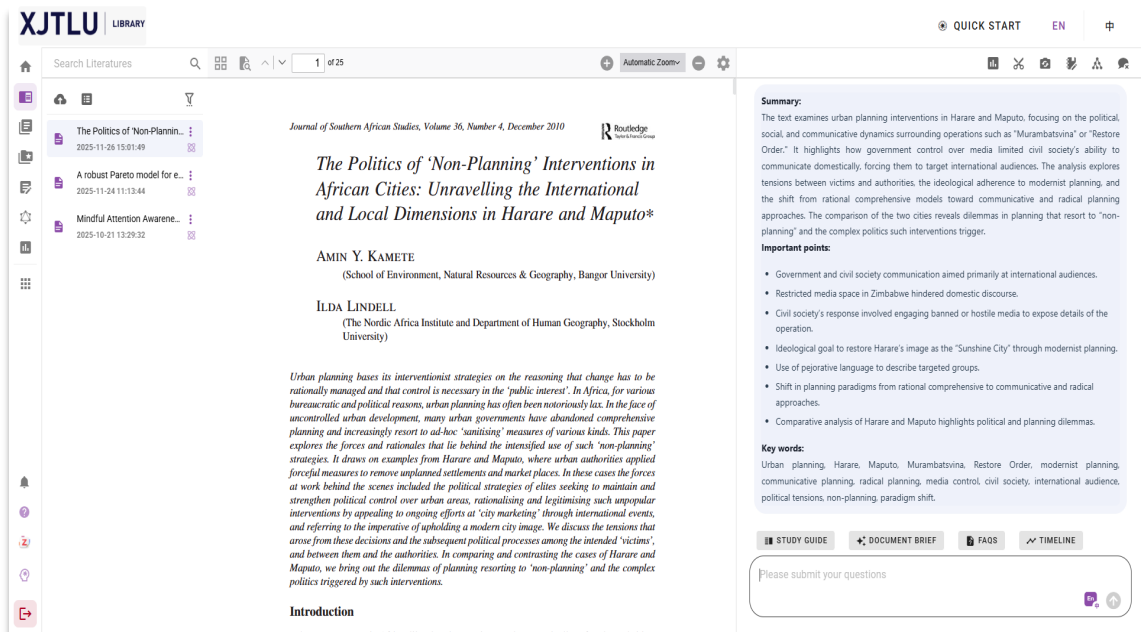 XJTLU LIBRARY
QUICK START
EN
中
Search Literatures
1 of 25
Automatic Zoom
The Politics of 'Non-Plannin...
2025-11-26 15:01:49
A robust Pareto model for e...
2025-11-24 11:13:44
Mindful Attention Awarene...
2025-10-21 13:29:32
Journal of Southern African Studies, Volume 36, Number 4, December 2010
Routledge
Taylor & Francis Group
The Politics of 'Non-Planning' Interventions in
African Cities: Unravelling the International
and Local Dimensions in Harare and Maputo*
AMIN Y. KAMETE
(School of Environment, Natural Resources & Geography, Bangor University)
ILDA LINDELL
(The Nordic Africa Institute and Department of Human Geography, Stockholm
University)
Urban planning bases its interventionist strategies on the reasoning that change has to be
rationally managed and that control is necessary in the 'public interest'. In Africa, for various
bureaucratic and political reasons, urban planning has often been notoriously lax. In the face of
uncontrolled urban development, many urban governments have abandoned comprehensive
planning and increasingly resort to ad-hoc 'sanitising' measures of various kinds. This paper
explores the forces and rationales that lie behind the intensified use of such 'non-planning'
strategies. It draws on examples from Harare and Maputo, where urban authorities applied
forceful measures to remove unplanned settlements and market places. In these cases the forces
at work behind the scenes included the political strategies of elites seeking to maintain and
strengthen political control over urban areas, rationalising and legitimising such unpopular
interventions by appealing to ongoing efforts at 'city marketing' through international events,
and referring to the imperative of upholding a modern city image. We discuss the tensions that
arose from these decisions and the subsequent political processes among the intended 'victims',
and between them and the authorities. In comparing and contrasting the cases of Harare and
Maputo, we bring out the dilemmas of planning resorting to 'non-planning' and the complex
politics triggered by such interventions.
Introduction
Summary:
The text examines urban planning interventions in Harare and Maputo, focusing on the political,
social, and communicative dynamics surrounding operations such as "Murambatsvina" or "Restore
Order." It highlights how government control over media limited civil society's ability to
communicate domestically, forcing them to target international audiences. The analysis explores
tensions between victims and authorities, the ideological adherence to modernist planning, and
the shift from rational comprehensive models toward communicative and radical planning
approaches. The comparison of the two cities reveals dilemmas in planning that resort to "non-
planning" and the complex politics such interventions trigger.
Important points:
• Government and civil society communication aimed primarily at international audiences.
• Restricted media space in Zimbabwe hindered domestic discourse.
• Civil society's response involved engaging banned or hostile media to expose details of the
operation.
• Ideological goal to restore Harare's image as the "Sunshine City" through modernist planning.
• Use of pejorative language to describe targeted groups.
• Shift in planning paradigms from rational comprehensive to communicative and radical
approaches.
• Comparative analysis of Harare and Maputo highlights political and planning dilemmas.
Key words:
Urban planning, Harare, Maputo, Murambatsvina, Restore Order, modernist planning,
communicative planning, radical planning, media control, civil society, international audience,
political tensions, non-planning, paradigm shift.
STUDY GUIDE
DOCUMENT BRIEF
FAQS
TIMELINE
Please submit your questions
En